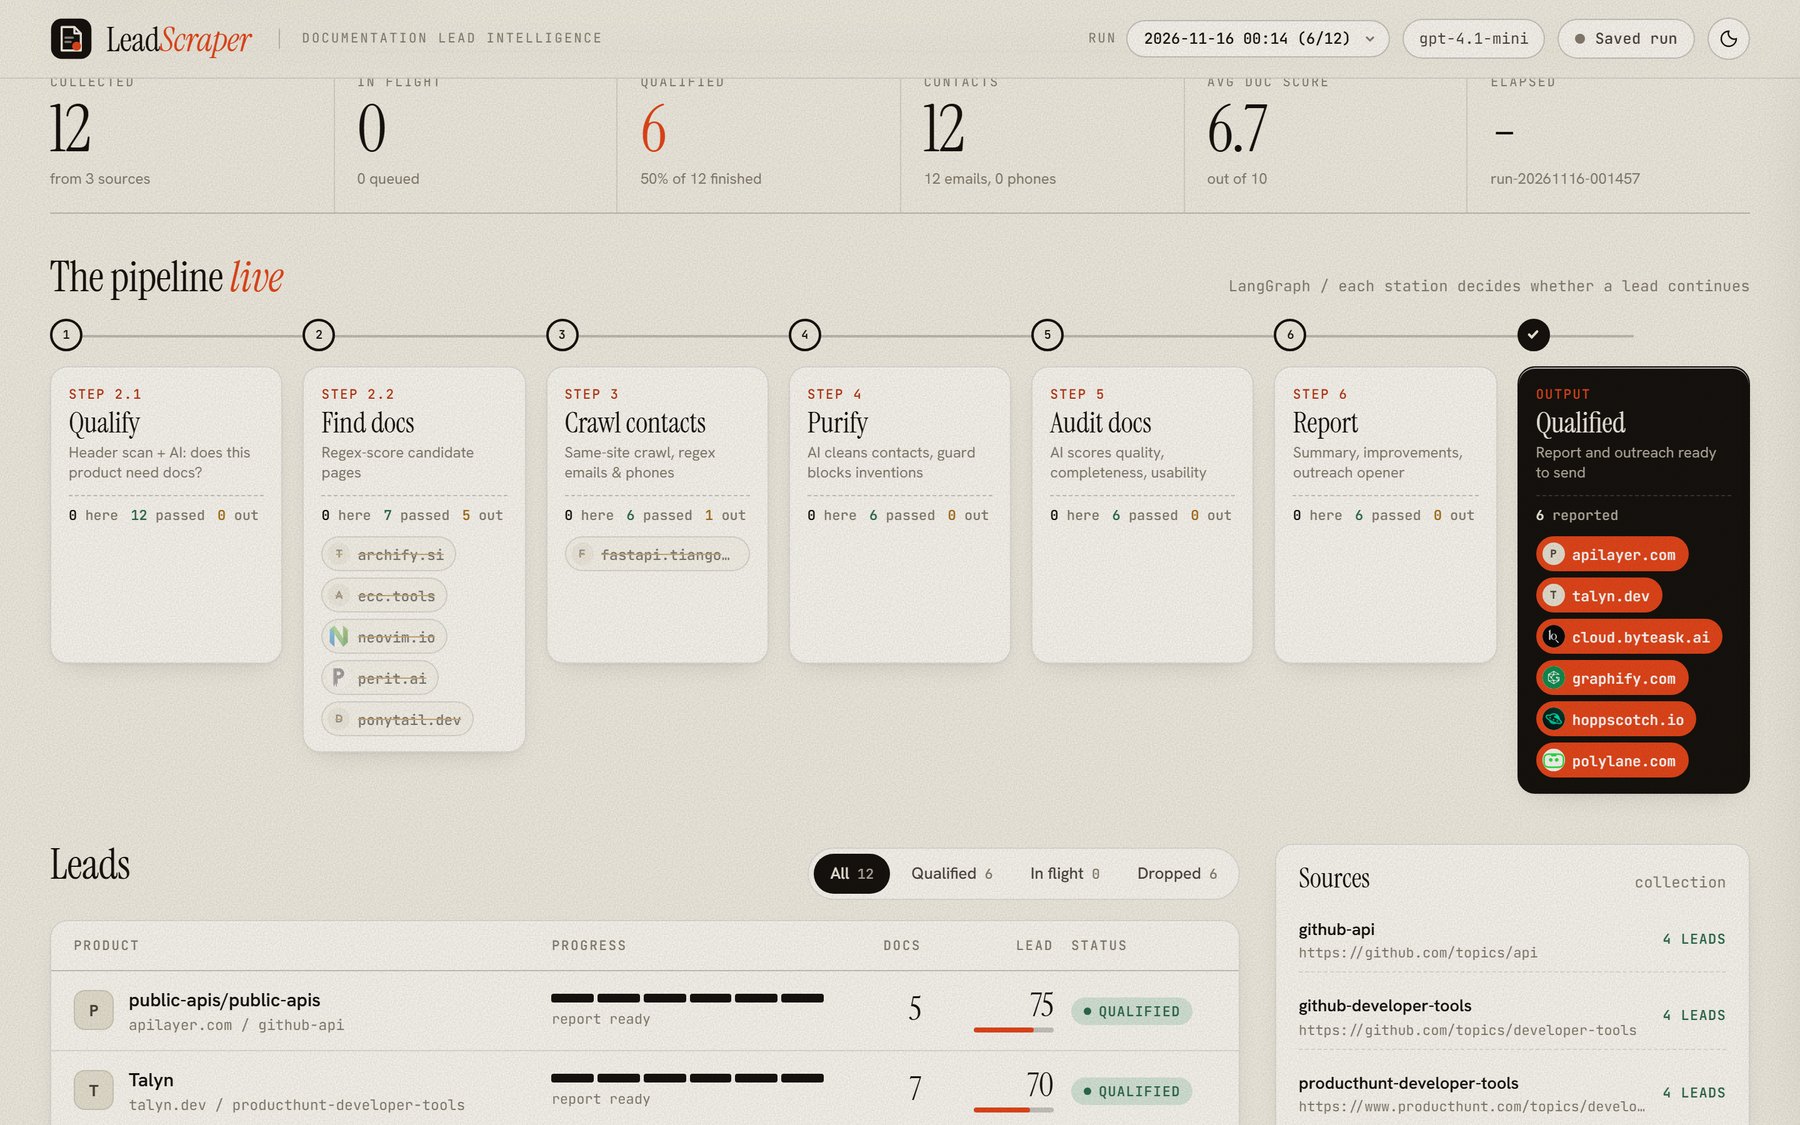 LeadScraper
DOCUMENTATION LEAD INTELLIGENCE
RUN
2026-11-16 00:14 (6/12)
gpt-4.1-mini
Saved run
COLLECTED
12
from 3 sources
IN FLIGHT
0
0 queued
QUALIFIED
6
50% of 12 finished
CONTACTS
12
12 emails, 0 phones
AVG DOC SCORE
6.7
out of 10
ELAPSED
–
run-20261116-001457
The pipeline live
LangGraph / each station decides whether a lead continues
1
2
3
4
5
6
STEP 2.1
Qualify
Header scan + AI: does this
product need docs?
0 here 12 passed 0 out
STEP 2.2
Find docs
Regex-score candidate
pages
0 here 7 passed 5 out
T archify.si
A ecc.tools
neovim.io
perit.ai
D ponytail.dev
STEP 3
Crawl contacts
Same-site crawl, regex
emails & phones
0 here 6 passed 1 out
F fastapi.tiango…
STEP 4
Purify
AI cleans contacts, guard
blocks inventions
0 here 6 passed 0 out
STEP 5
Audit docs
AI scores quality,
completeness, usability
0 here 6 passed 0 out
STEP 6
Report
Summary, improvements,
outreach opener
0 here 6 passed 0 out
OUTPUT
Qualified
Report and outreach ready
to send
6 reported
P apilayer.com
T talyn.dev
cloud.byteask.ai
graphify.com
hoppscotch.io
polylane.com
Leads
All 12
Qualified 6
In flight 0
Dropped 6
PRODUCT
PROGRESS
DOCS
LEAD
STATUS
P
public-apis/public-apis
apilayer.com / github-api
report ready
5
75
QUALIFIED
T
Talyn
talyn.dev / producthunt-developer-tools
report ready
7
70
QUALIFIED
Sources
collection
github-api
https://github.com/topics/api
4 LEADS
github-developer-tools
https://github.com/topics/developer-tools
4 LEADS
producthunt-developer-tools
https://www.producthunt.com/topics/develo…
4 LEADS